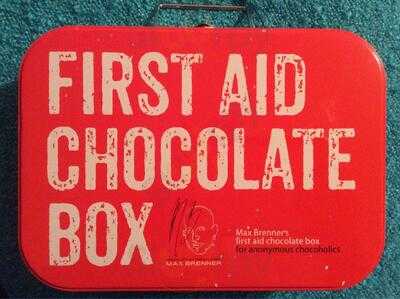 FIRST AID
CHOCOLATE
BOX
MAX BRENNER
Max Brenner's
first aid chocolate box
for anonymous chocoholics